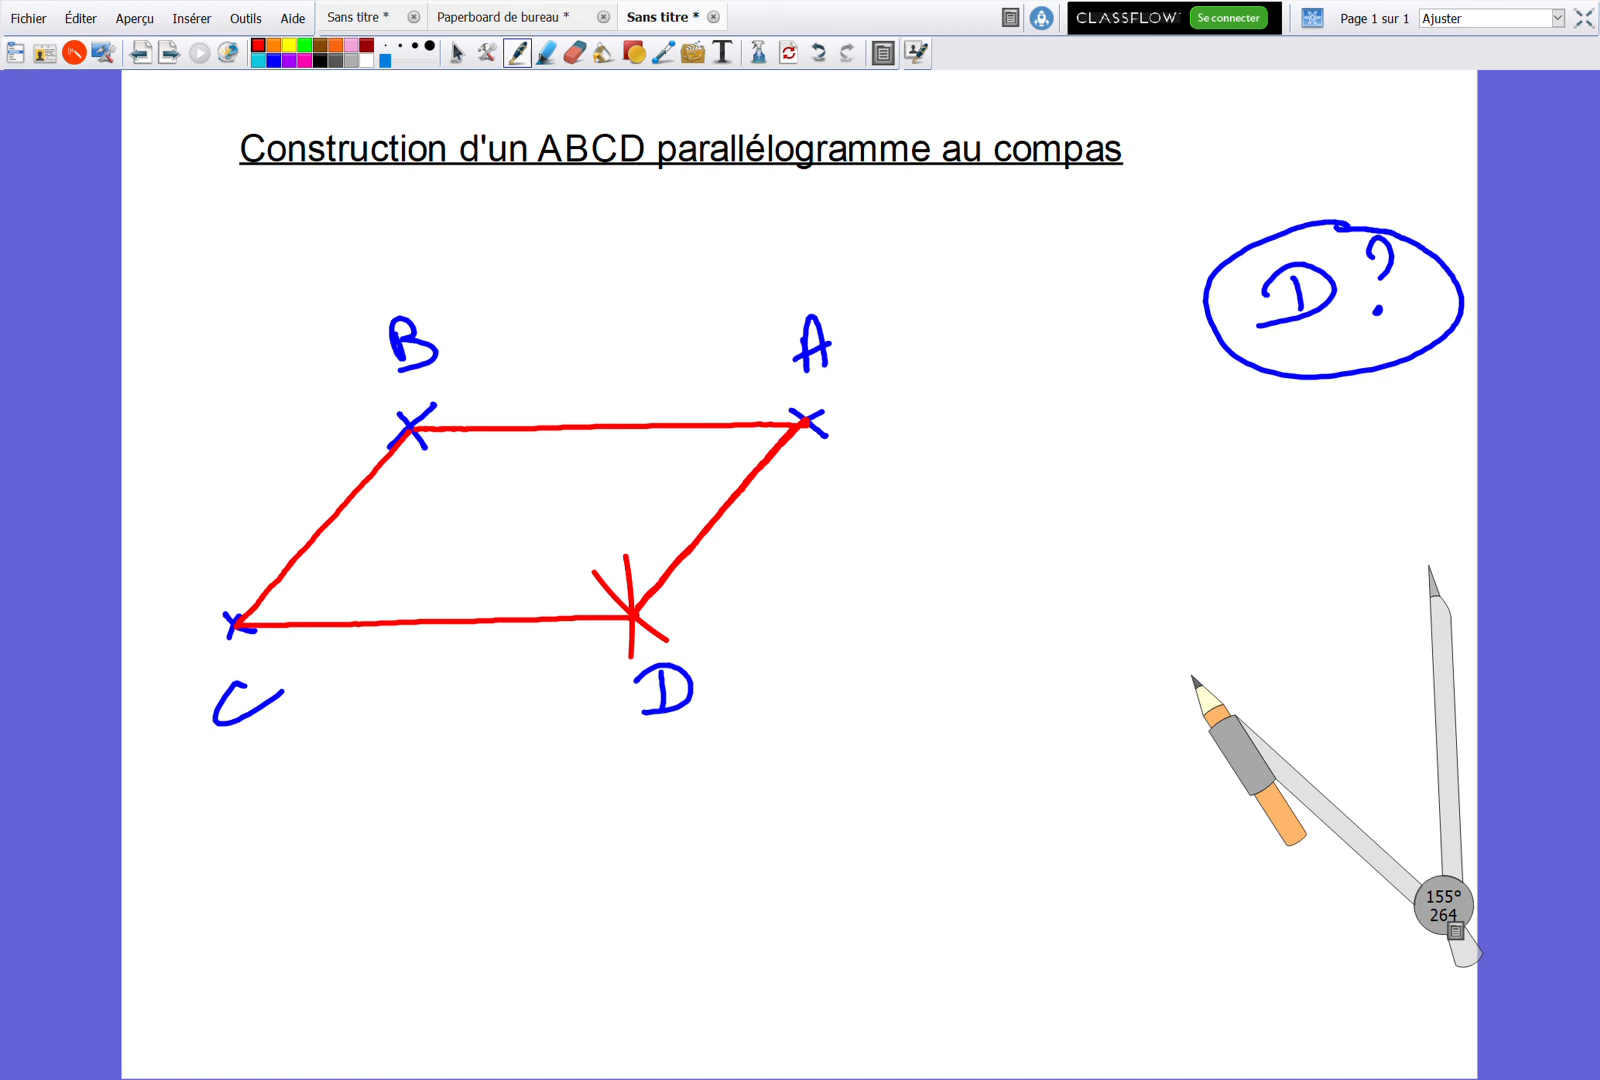 Fichier Éditer Aperçu Insérer Outils Aide Sans titre * Paperboard de bureau * Sans titre * CLASSFLOW Se connecter Page 1 sur 1 Ajuster
Construction d'un ABCD parallélogramme au compas
D ?
B A
C D
155°
264